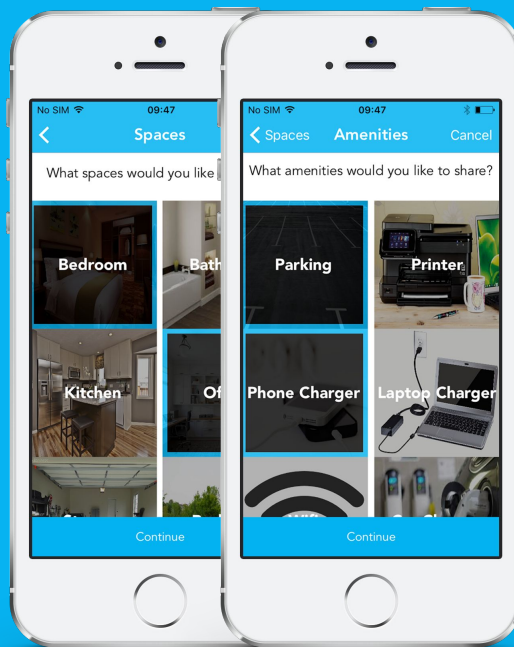 No SIM 09:47
Spaces
What spaces would you like
Bedroom
Kitchen
Continue
No SIM 09:47
Spaces Amenities Cancel
What amenities would you like to share?
Parking Printer
Phone Charger Laptop Charger
Wifi
Continue